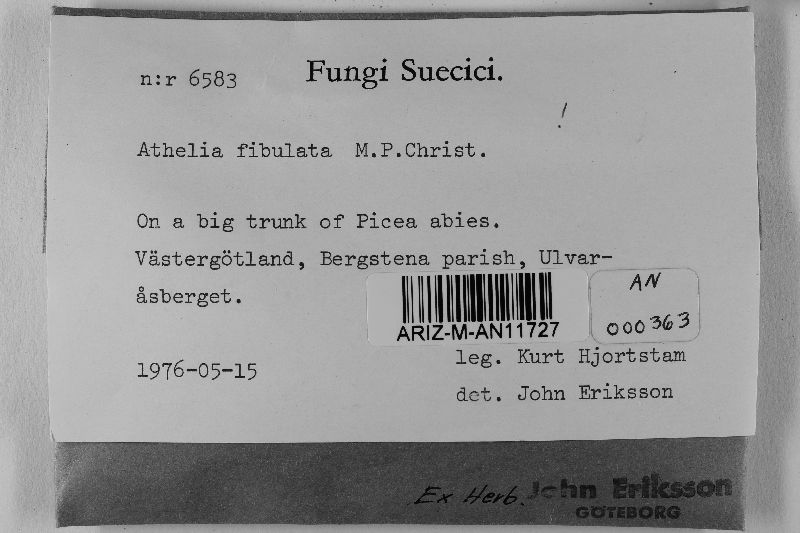 n:r 6583 Fungi Suecici.
Athelia fibulata M.P.Christ.
On a big trunk of Picea abies.
Västergötland, Bergstena parish, Ulvar-
åsberget.
AN
000363
ARIZ-M-AN11727
1976-05-15
leg. Kurt Hjortstam
det. John Eriksson
Ex Herb. John Eriksson
GÖTEBORG